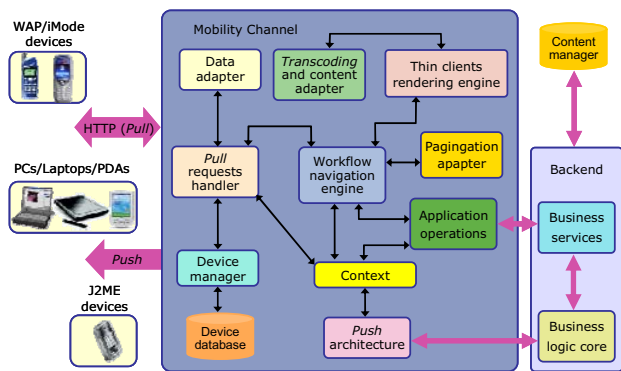 WAP/iMode
devices
HTTP (Pull)
PCs/Laptops/PDAs
Push
J2ME
devices
Mobility Channel
Data
adapter
Transcoding
and content
adapter
Thin clients
rendering engine
Pull
requests
handler
Workflow
navigation
engine
Pagingation
apapter
Application
operations
Device
manager
Context
Device
database
Push
architecture
Content
manager
Backend
Business
services
Business
logic core